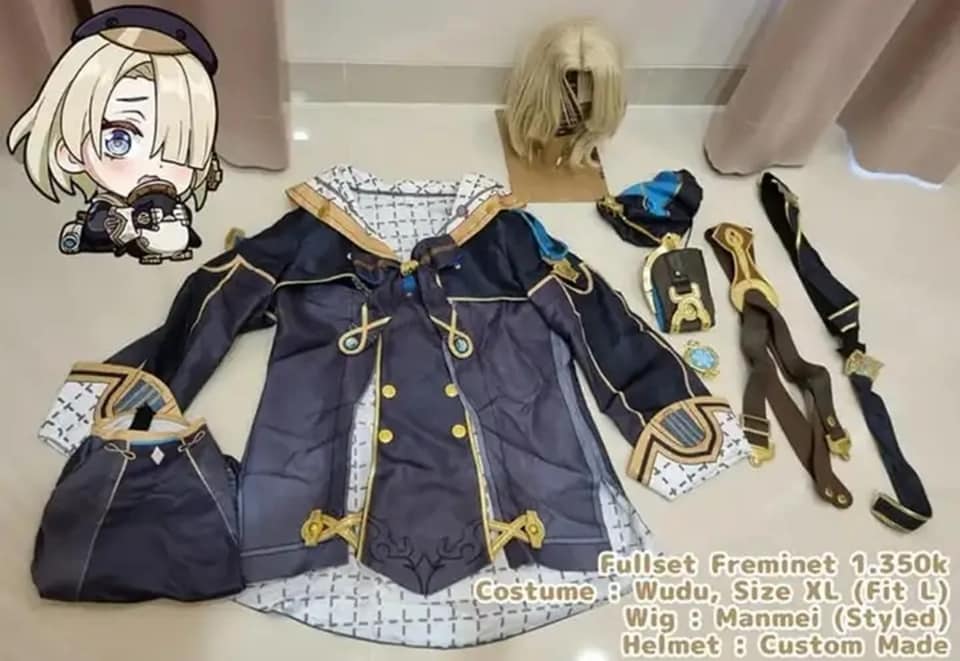 Fullset Freminet 1.350k
Costume : Wudu, Size XL (Fit L)
Wig : Manmei (Styled)
Helmet : Custom Made